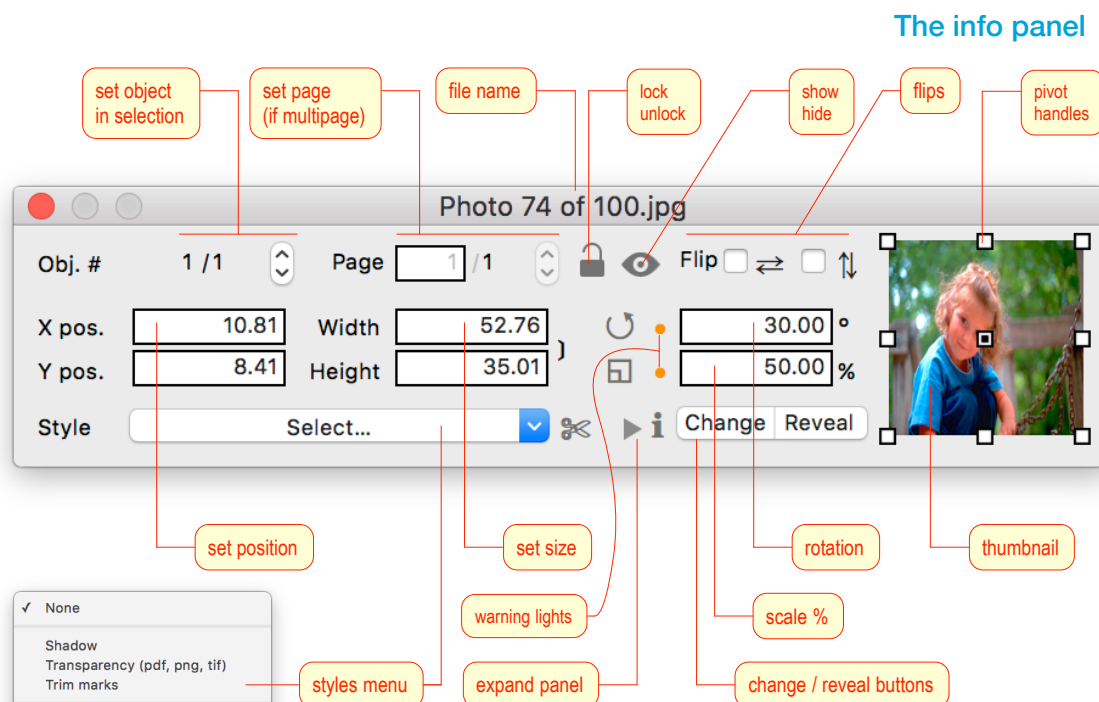 The info panel
set object
in selection
set page
(if multipage)
file name
lock
unlock
show
hide
flips
pivot
handles
Photo 74 of 100.jpg
Obj. # 1 /1 Page 1 /1 Flip
X pos. 10.81 Width 52.76 30.00 °
Y pos. 8.41 Height 35.01 50.00 %
Style Select... i Change Reveal
set position
set size
rotation
thumbnail
✓ None
warning lights
scale %
Shadow
Transparency (pdf, png, tif)
Trim marks
styles menu
expand panel
change / reveal buttons